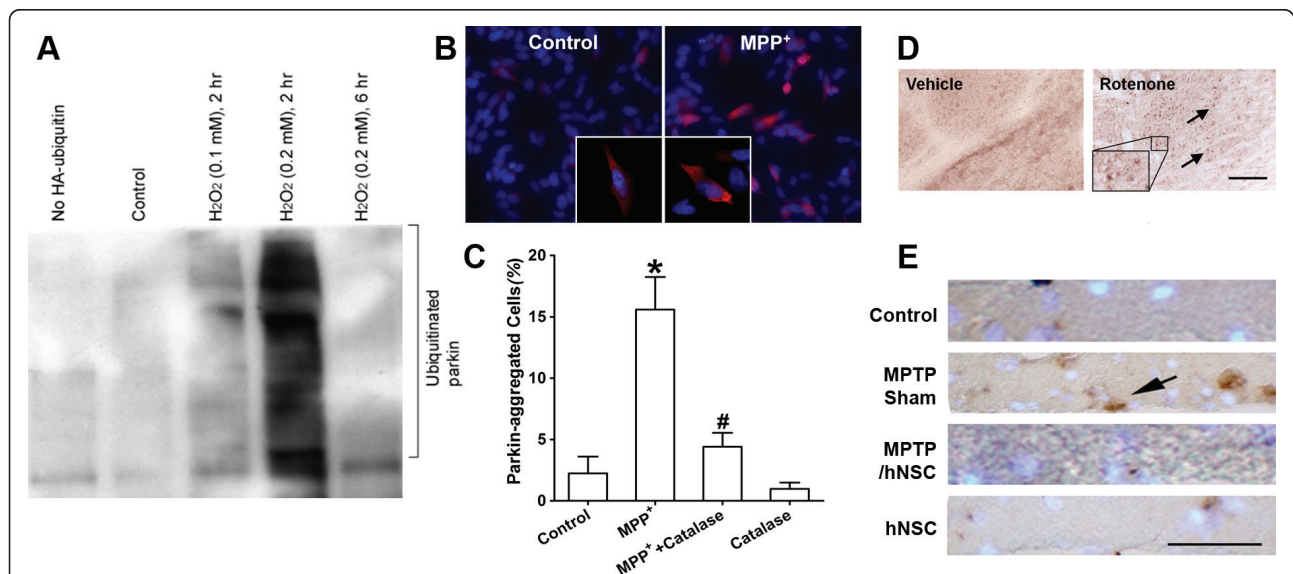 A
No HA-ubiquitin
Control
H2O2 (0.1 mM), 2 hr
H2O2 (0.2 mM), 2 hr
H2O2 (0.2 mM), 6 hr
Ubiquitinated
parkin
B
Control
MPP+
C
Parkin-aggregated Cells(%)
20
15
10
5
0
*
#
Control
MPP+
MPP++Catalase
Catalase
D
Vehicle
Rotenone
E
Control
MPTP
Sham
MPTP
/hNSC
hNSC